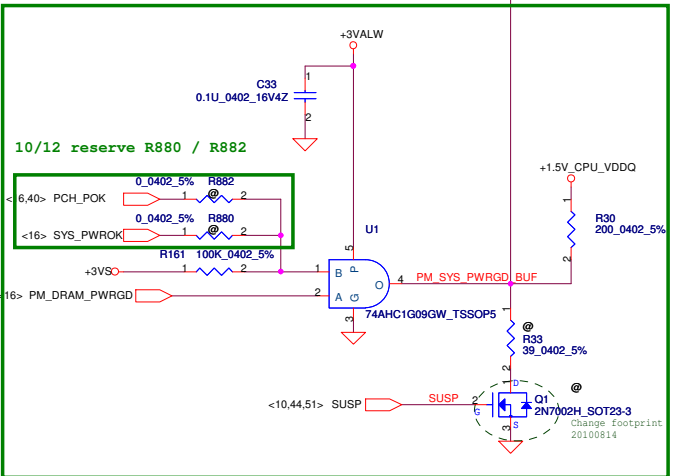 +3VALW
1
C33
0.1U_0402_16V4Z
2
10/12 reserve R880 / R882
+1.5V_CPU_VDDQ
0_0402_5% R882
@
6,40> PCH_POK 1 2
1
R30
200_0402_5%
2
0_0402_5% R880
@
<16> SYS_PWROK 1 2
U1
R161 100K_0402_5%
+3VS 1 2
5
1 B P
O 4 PM_SYS_PWRGD_BUF
16> PM_DRAM_PWRGD 2 A G
3
74AHC1G09GW_TSSOP5
1
@
R33
39_0402_5%
2
1 D
@
<10,44,51> SUSP SUSP 2 G
Q1
2N7002H_SOT23-3
3 S
Change footprint
20100814